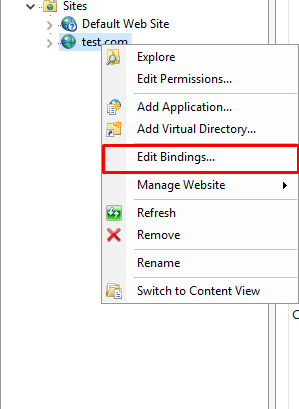 Sites
Default Web Site
test.com
Explore
Edit Permissions...
Add Application...
Add Virtual Directory...
Edit Bindings...
Manage Website
Refresh
Remove
Rename
Switch to Content View